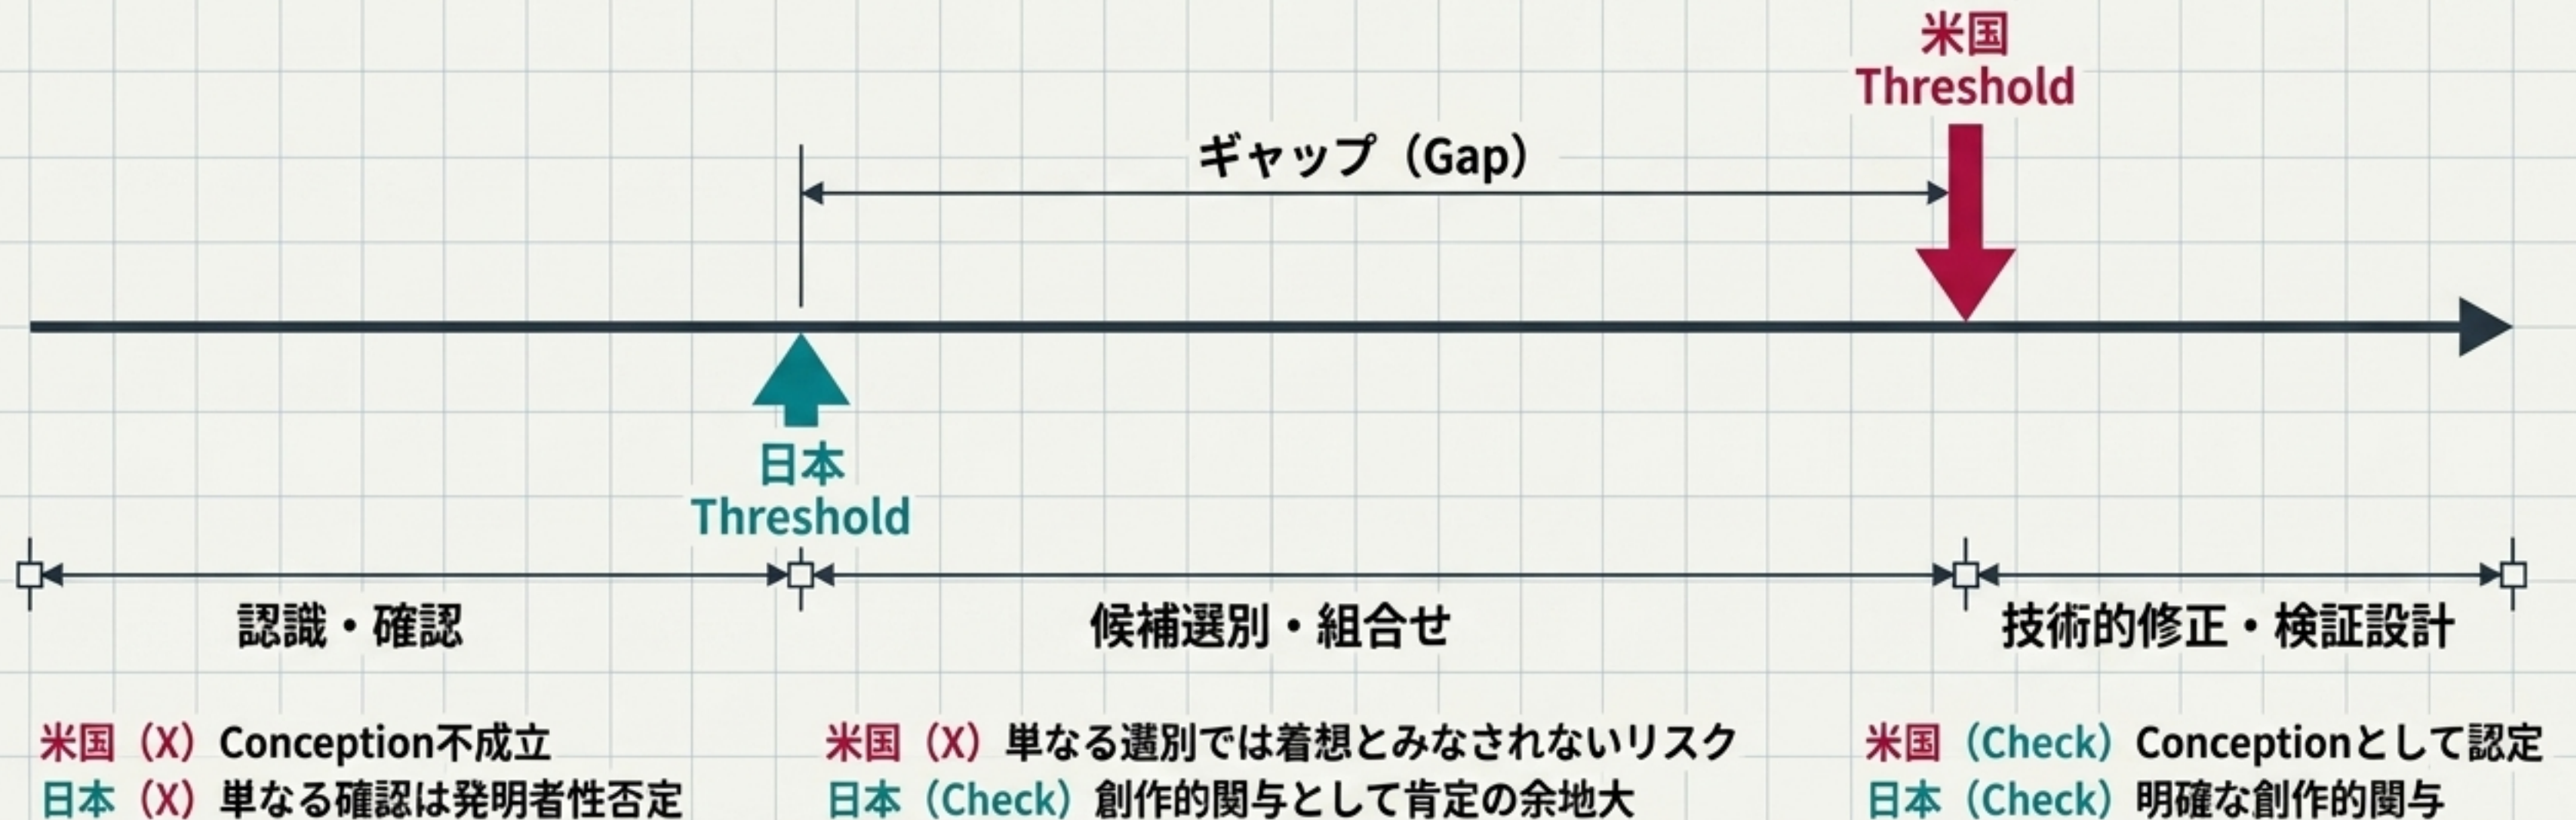 米国
Threshold
ギャップ（Gap）
日本
Threshold
認識・確認
候補選別・組合せ
技術的修正・検証設計
米国（X）Conception不成立
日本（X）単なる確認は発明者性否定
米国（X）単なる選別では着想とみなされないリスク
日本（Check）創作的関与として肯定の余地大
米国（Check）Conceptionとして認定
日本（Check）明確な創作的関与